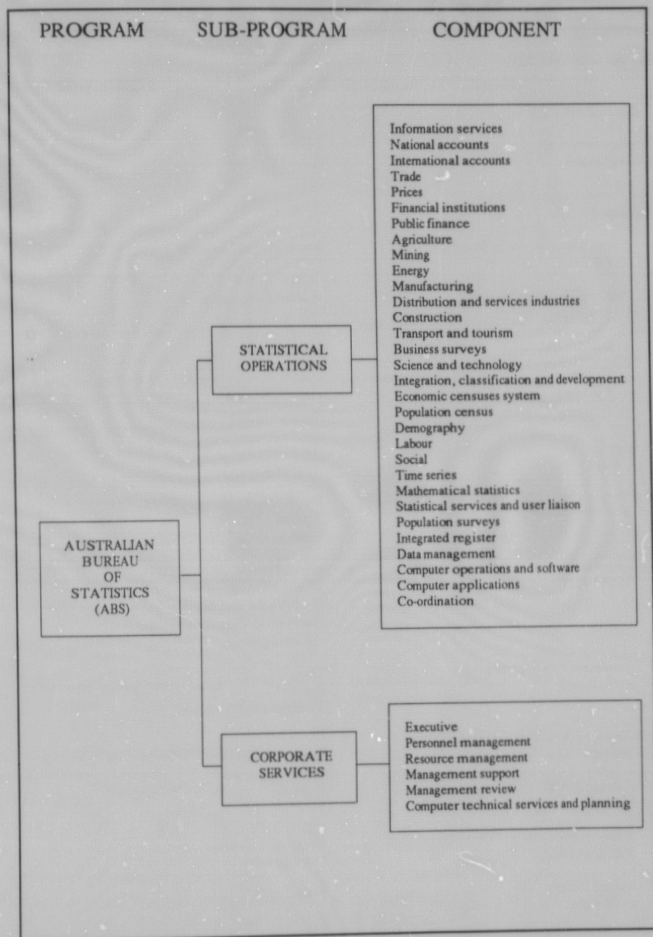 PROGRAM SUB-PROGRAM COMPONENT
Information services
National accounts
International accounts
Trade
Prices
Financial institutions
Public finance
Agriculture
Mining
Energy
Manufacturing
Distribution and services industries
Construction
Transport and tourism
Business surveys
Science and technology
Integration, classification and development
Economic censuses system
Population census
Demography
Labour
Social
Time series
Mathematical statistics
Statistical services and user liaison
Population surveys
Integrated register
Data management
Computer operations and software
Computer applications
Co-ordination
STATISTICAL
OPERATIONS
AUSTRALIAN
BUREAU
OF
STATISTICS
(ABS)
CORPORATE
SERVICES
Executive
Personnel management
Resource management
Management support
Management review
Computer technical services and planning